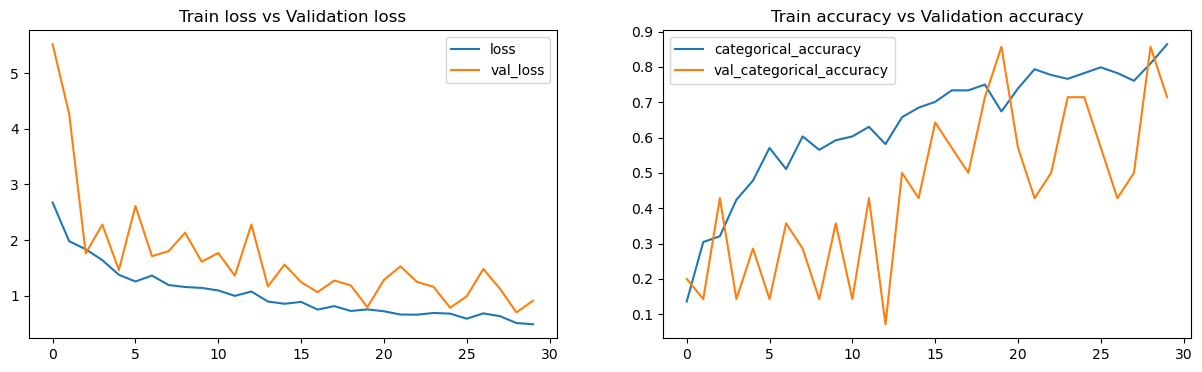 Train loss vs Validation loss
loss
val_loss
5
4
3
2
1
0 5 10 15 20 25 30
Train accuracy vs Validation accuracy
categorical_accuracy
val_categorical_accuracy
0.9
0.8
0.7
0.6
0.5
0.4
0.3
0.2
0.1
0 5 10 15 20 25 30